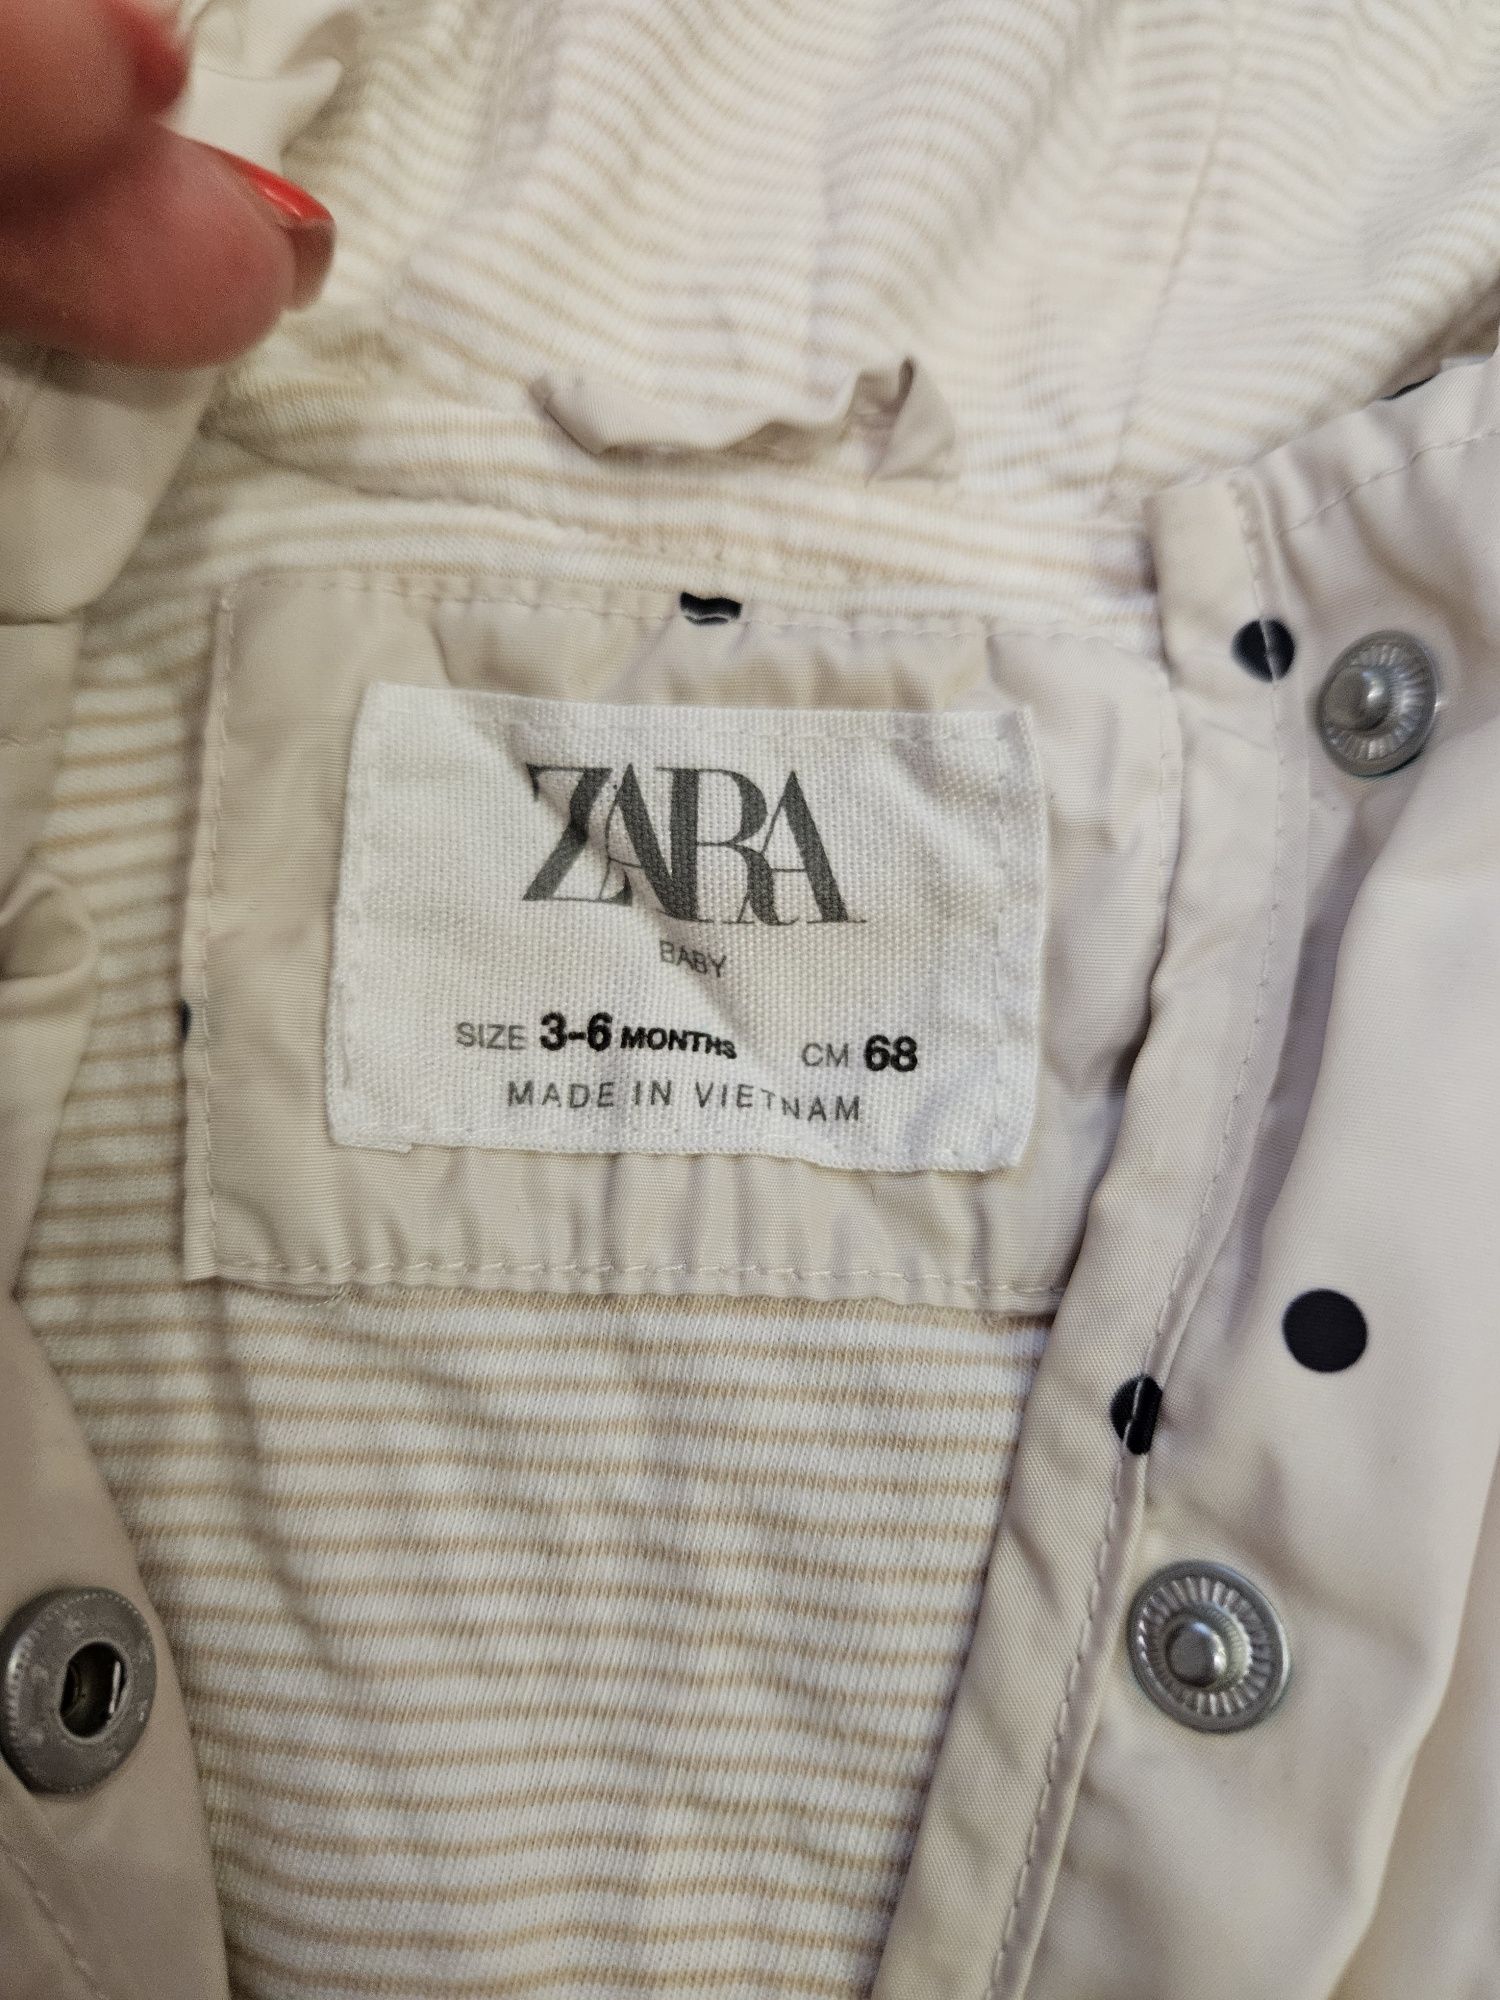 ZARA
BABY
SIZE 3-6 MONTHS CM 68
MADE IN VIETNAM